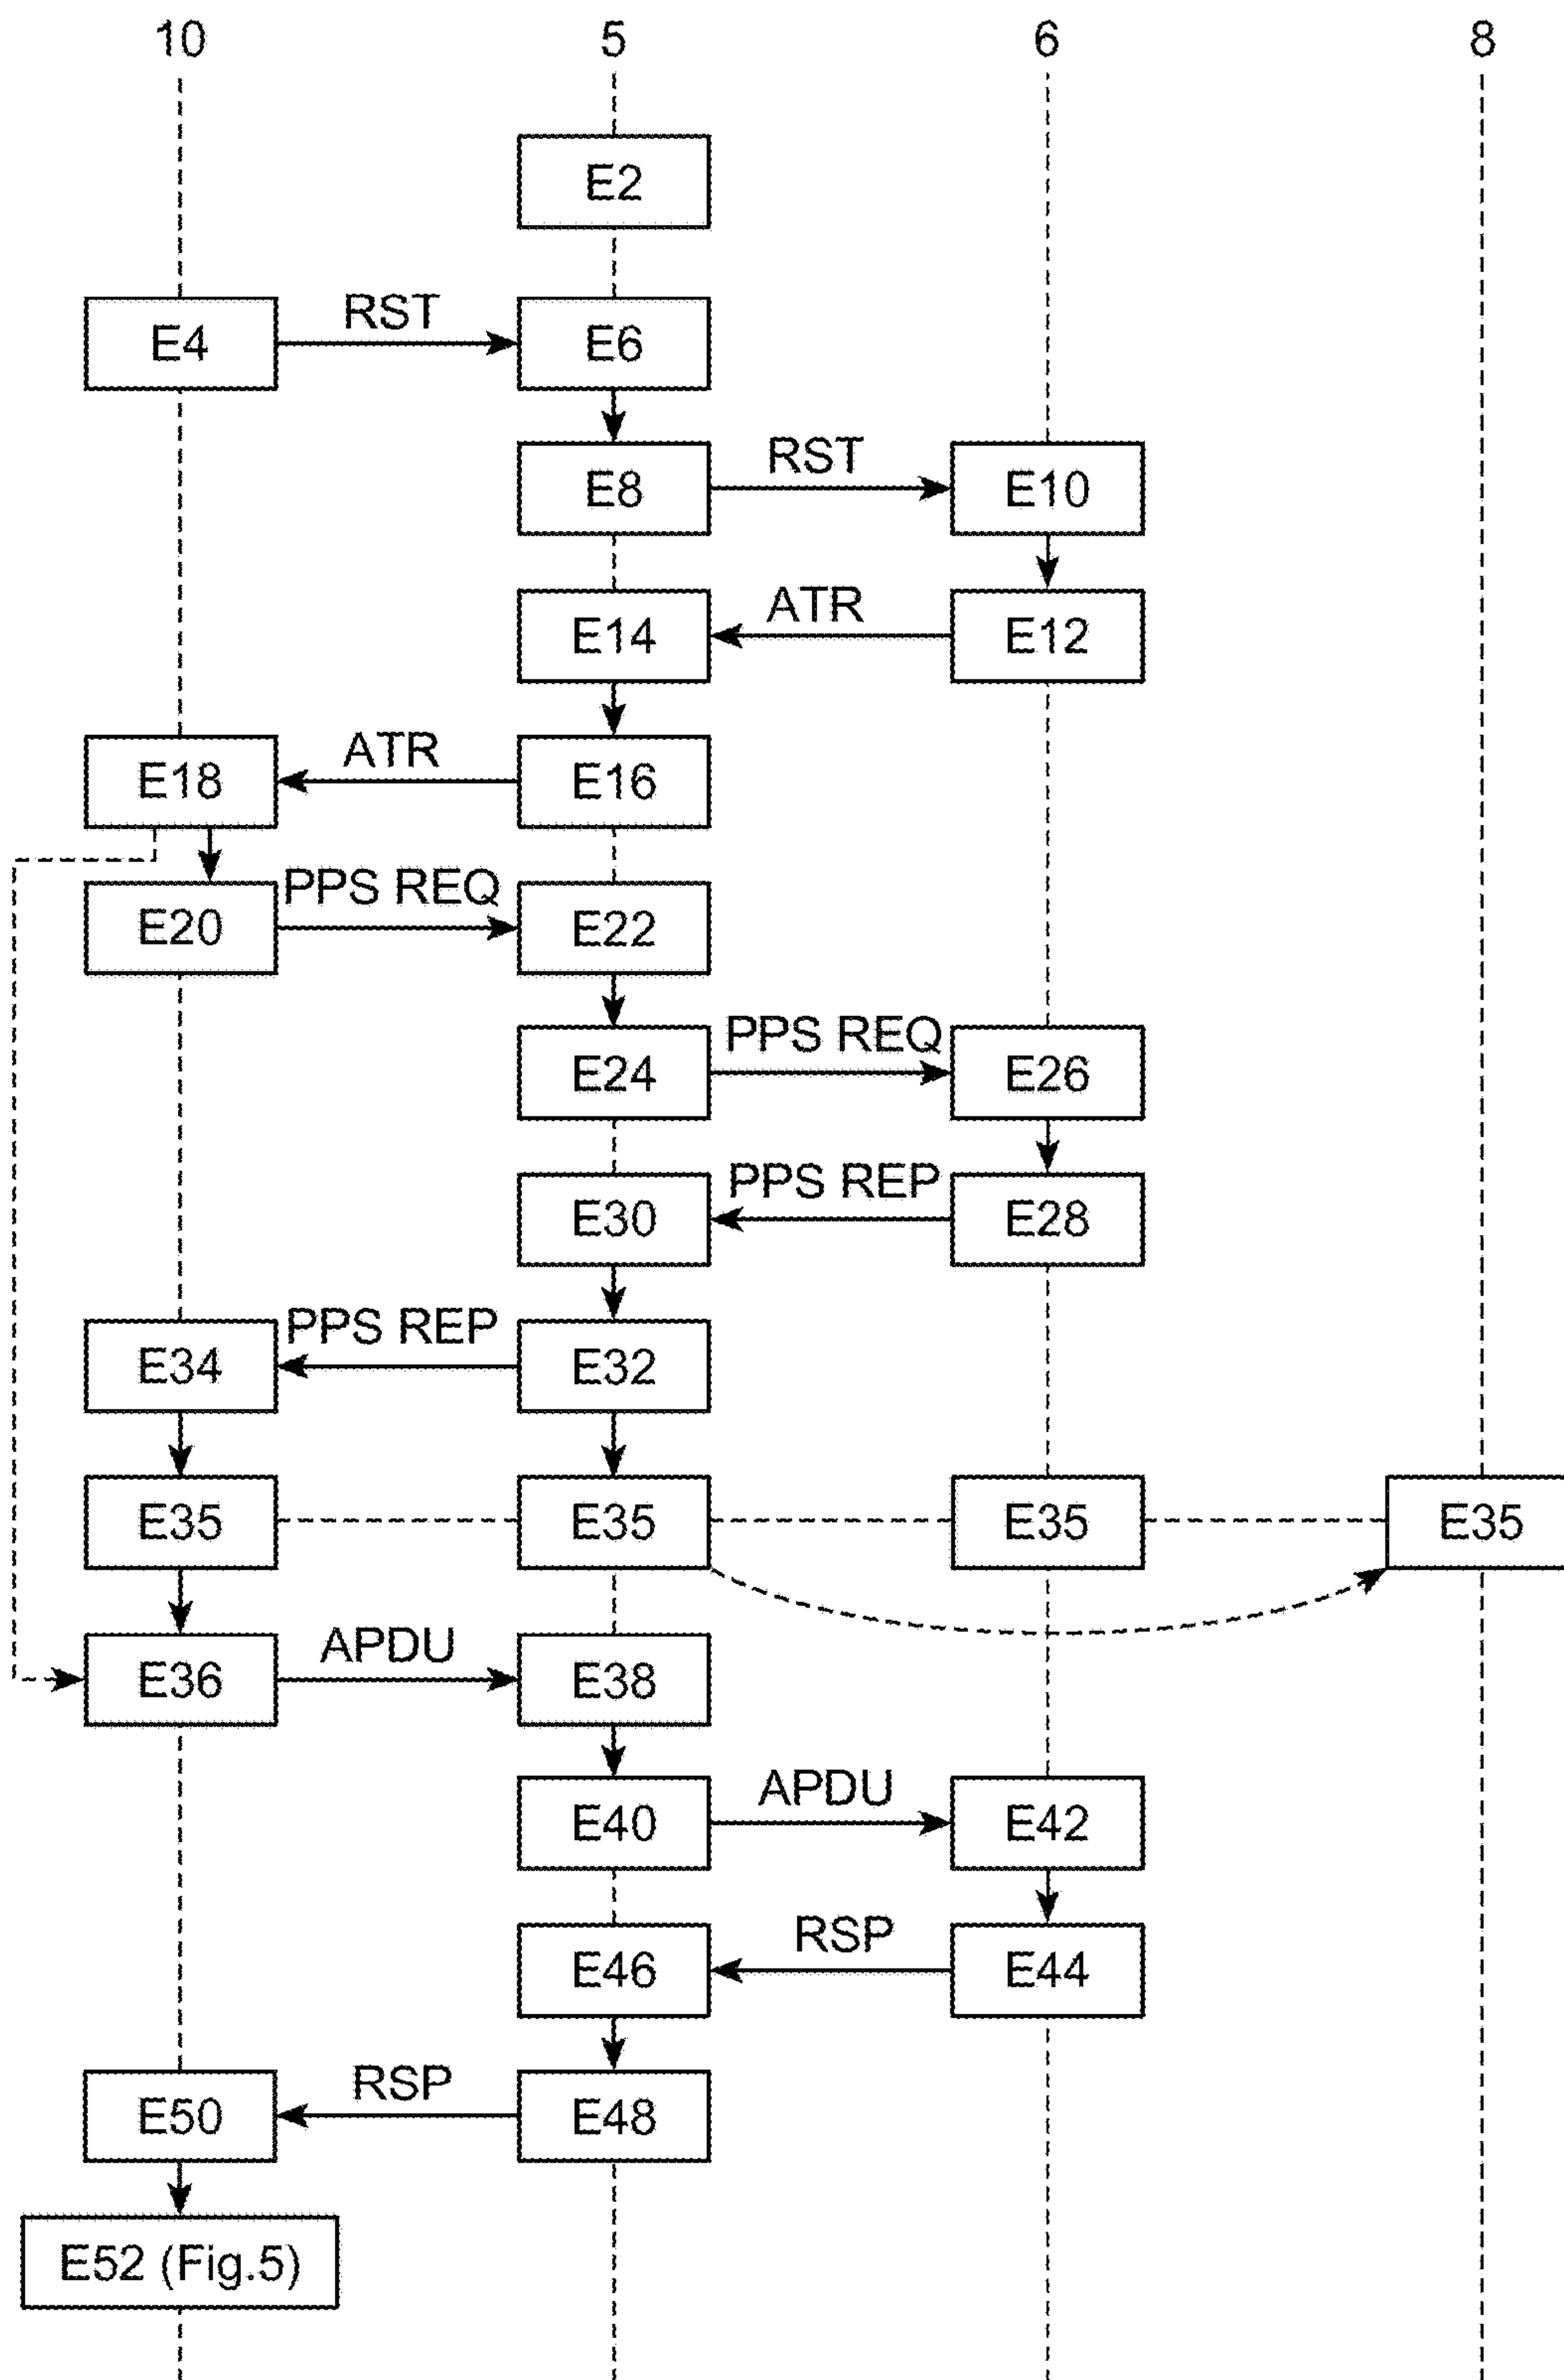 10 5 6 8
E2
RST
E4 E6
RST
E8 E10
ATR
E14 E12
ATR
E18 E16
PPS REQ
E20 E22
PPS REQ
E24 E26
PPS REP
E30 E28
PPS REP
E34 E32
E35 E35 E35 E35
APDU
E36 E38
APDU
E40 E42
RSP
E46 E44
RSP
E50 E48
E52 (Fig.5)